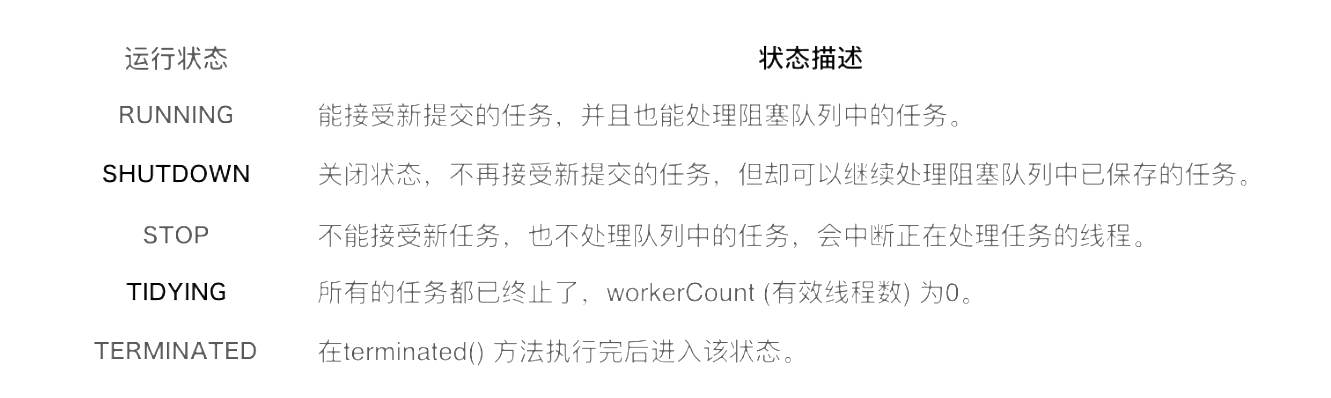 运行状态 状态描述
RUNNING 能接受新提交的任务，并且也能处理阻塞队列中的任务。
SHUTDOWN 关闭状态，不再接受新提交的任务，但却可以继续处理阻塞队列中已保存的任务。
STOP 不能接受新任务，也不处理队列中的任务，会中断正在处理任务的线程。
TIDYING 所有的任务都已终止了，workerCount (有效线程数) 为0。
TERMINATED 在terminated() 方法执行完后进入该状态。